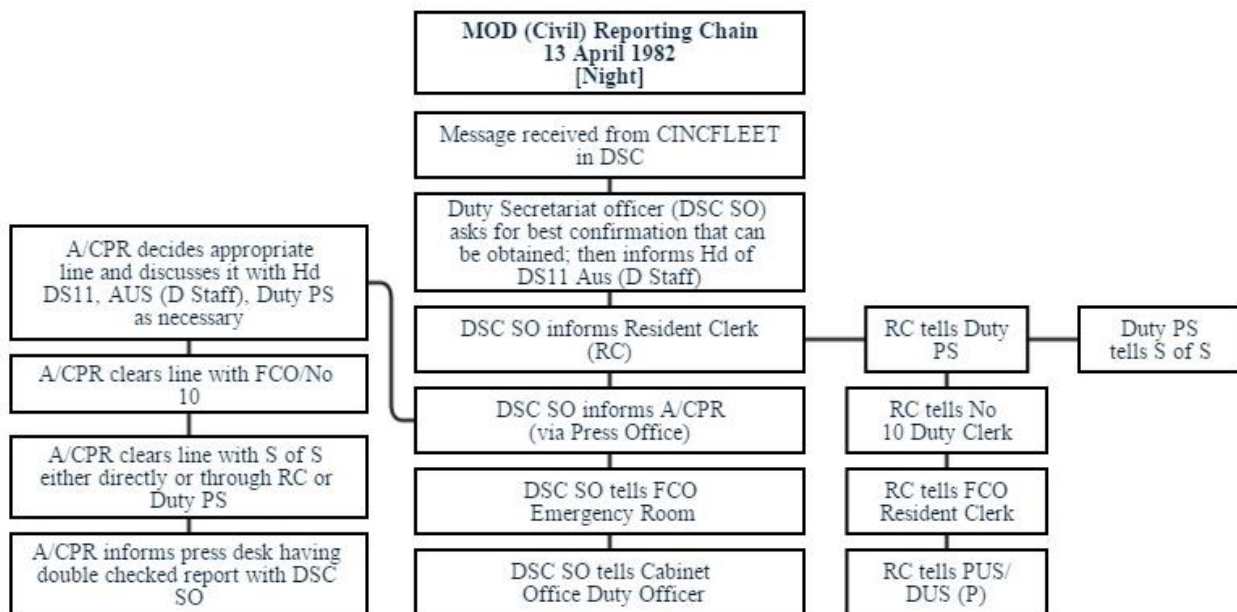 MOD (Civil) Reporting Chain
13 April 1982
[Night]
Message received from CINCFLEET
in DSC
Duty Secretariat officer (DSC SO)
asks for best confirmation that can
be obtained; then informs Hd of
DS11 Aus (D Staff)
DSC SO informs Resident Clerk
(RC)
DSC SO informs A/CPR
(via Press Office)
DSC SO tells FCO
Emergency Room
DSC SO tells Cabinet
Office Duty Officer
A/CPR decides appropriate
line and discusses it with Hd
DS11, AUS (D Staff), Duty PS
as necessary
A/CPR clears line with FCO/No
10
A/CPR clears line with S of S
either directly or through RC or
Duty PS
A/CPR informs press desk having
double checked report with DSC
SO
RC tells Duty
PS
Duty PS
tells S of S
RC tells No
10 Duty Clerk
RC tells FCO
Resident Clerk
RC tells PUS/
DUS (P)